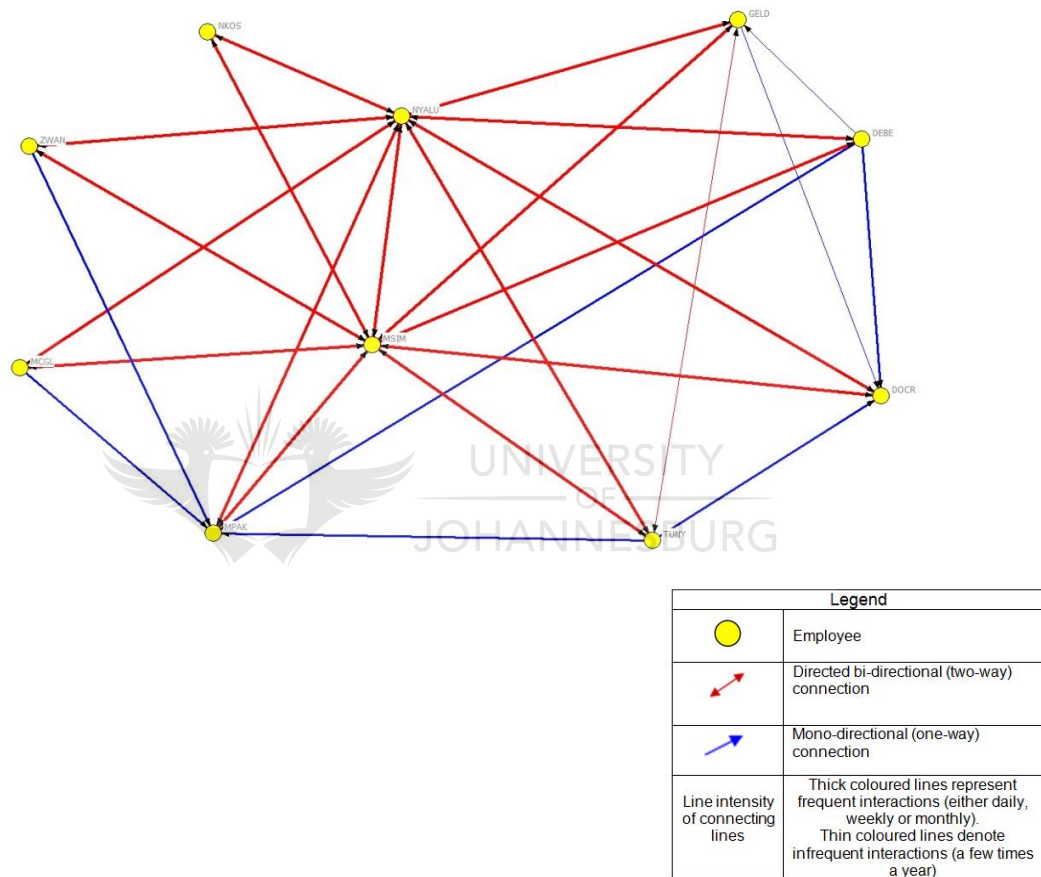 NKOS
GELD
NYALU
DEBE
ZWAN
MSIM
MCGL
DOCR
UNIVERSITY
OF
JOHANNESBURG
MPAK
TUNY
Legend
Employee
Directed bi-directional (two-way)
connection
Mono-directional (one-way)
connection
Line intensity
of connecting
lines
Thick coloured lines represent
frequent interactions (either daily,
weekly or monthly).
Thin coloured lines denote
infrequent interactions (a few times
a year)